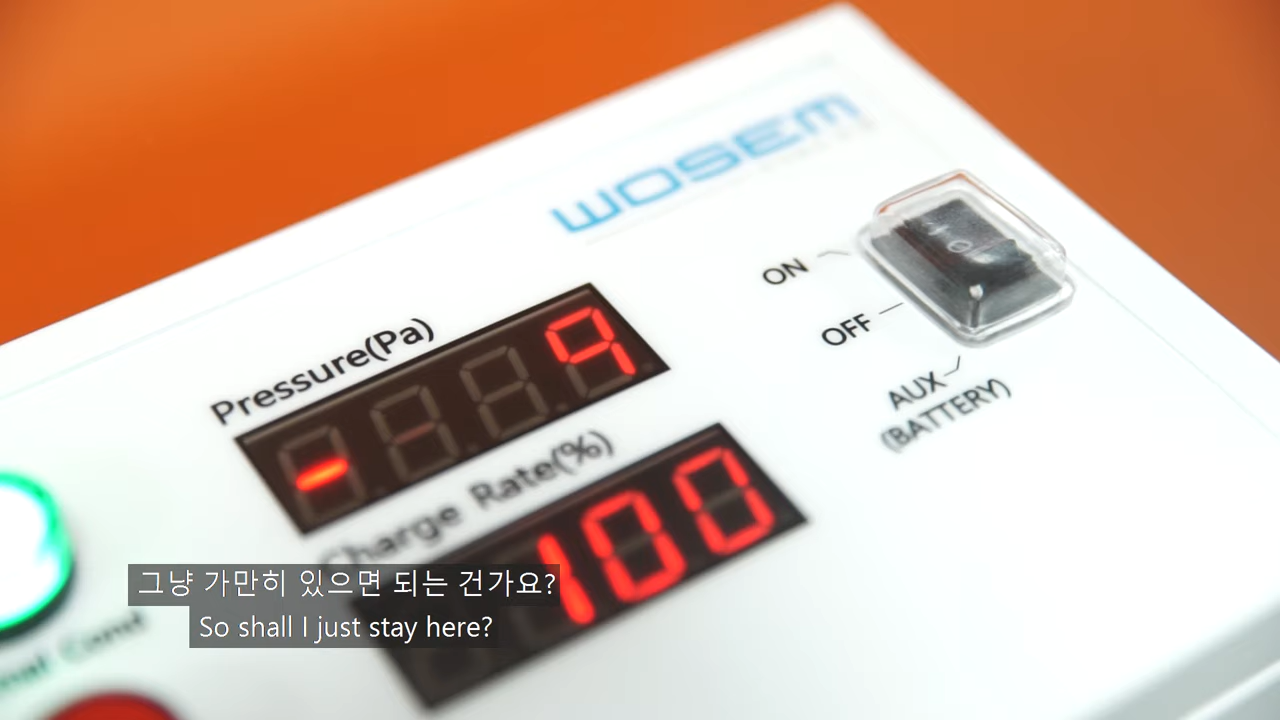 WOSEM
ON
OFF
AUX
(BATTERY)
Pressure(Pa)
- 9
Charge Rate(%)
100
그냥 가만히 있으면 되는 건가요?
So shall I just stay here?
Cond